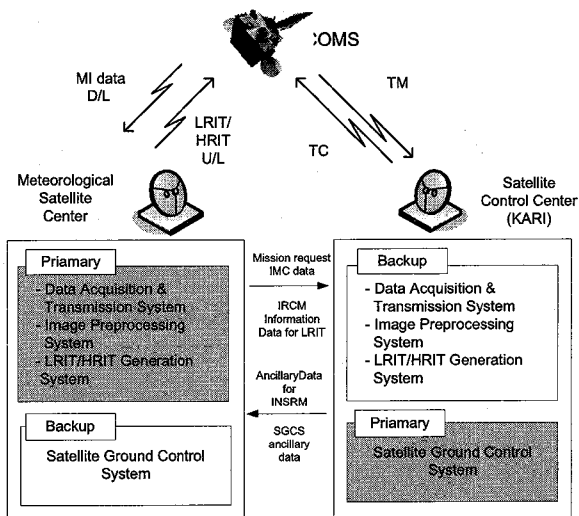 COMS
MI data
D/L
LRIT/
HRIT
U/L
TM
TC
Meteorological
Satellite
Center
Satellite
Control Center
(KARI)
Priamary
- Data Acquisition &
Transmission System
- Image Preprocessing
System
- LRIT/HRIT Generation
System
Backup
Satellite Ground Control
System
Mission request
IMC data
IRCM
Information
Data for LRIT
AncillaryData
for
INSRM
SGCS
ancillary
data
Backup
- Data Acquisition &
Transmission System
- Image Preprocessing
System
- LRIT/HRIT Generation
System
Priamary
Satellite Ground Control
System